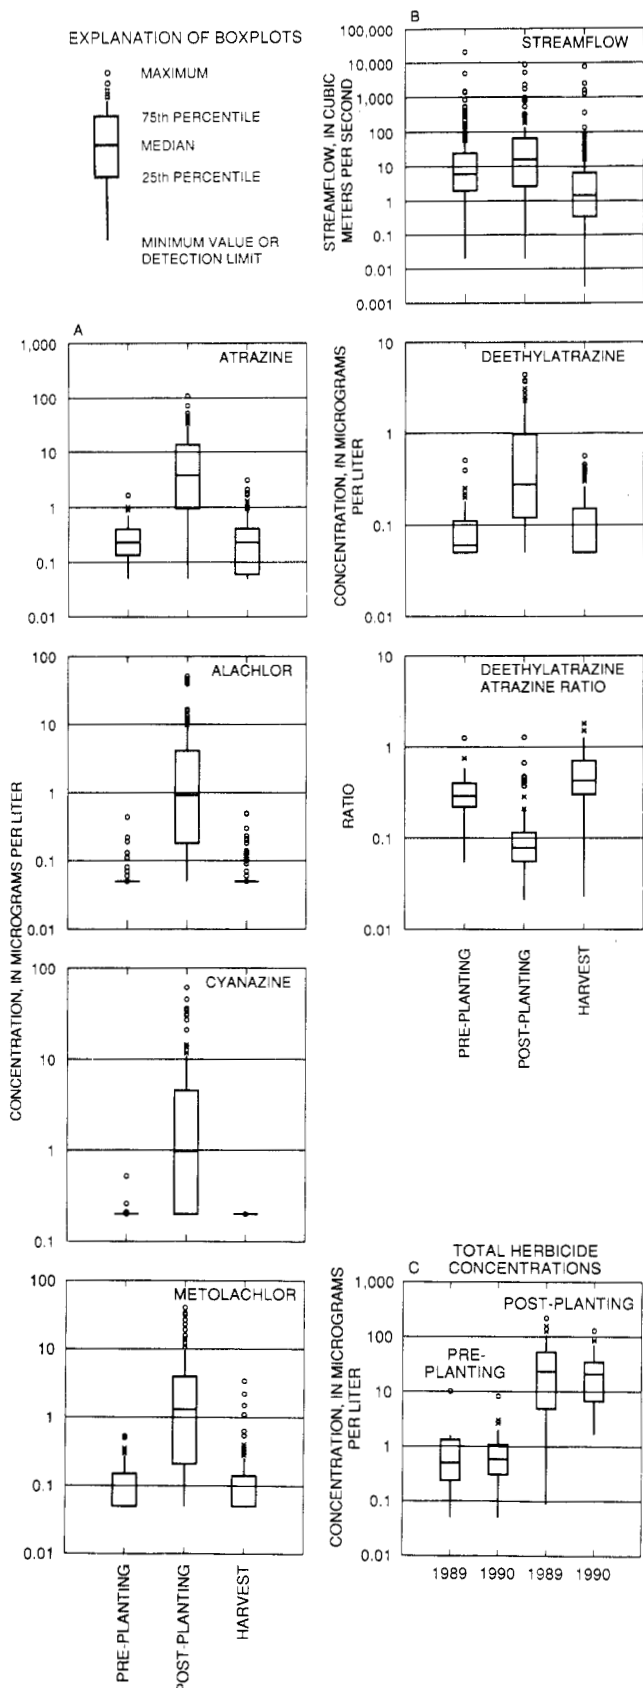 EXPLANATION OF BOXPLOTS
MAXIMUM
75th PERCENTILE
MEDIAN
25th PERCENTILE
MINIMUM VALUE OR
DETECTION LIMIT
B
STREAMFLOW
STREAMFLOW, IN CUBIC
METERS PER SECOND
100,000
10,000
1,000
100
10
1
0.1
0.01
0.001
A
ATRAZINE
1,000
100
10
1
0.1
0.01
DEETHYLATRAZINE
CONCENTRATION, IN MICROGRAMS
PER LITER
10
1
0.1
0.01
CONCENTRATION, IN MICROGRAMS PER LITER
ALACHLOR
100
10
1
0.1
0.01
DEETHYLATRAZINE
ATRAZINE RATIO
RATIO
10
1
0.1
0.01
PRE-PLANTING
POST-PLANTING
HARVEST
CYANAZINE
100
10
1
0.1
METOLACHLOR
100
10
1
0.1
0.01
PRE-PLANTING
POST-PLANTING
HARVEST
C
TOTAL HERBICIDE
CONCENTRATIONS
POST-PLANTING
PRE-
PLANTING
CONCENTRATION, IN MICROGRAMS
PER LITER
1,000
100
10
1
0.1
0.01
1989 1990 1989 1990